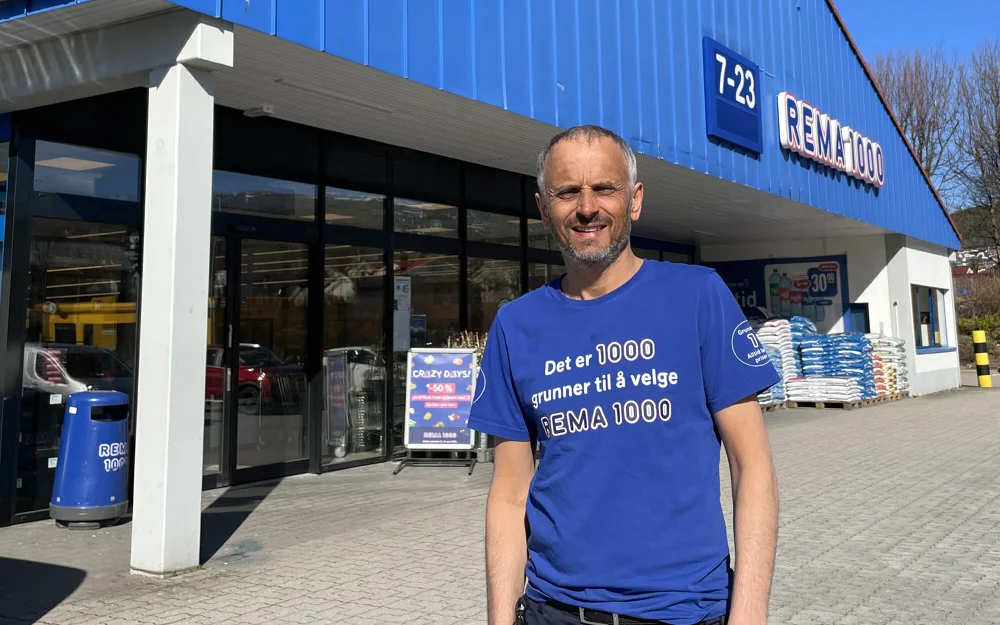 7-23
REMA 1000
30
tid
Det er 1000
grunner til å velge
REMA 1000
CRAZY DAYS!
-50 %
REMA 1000
REMA
1000